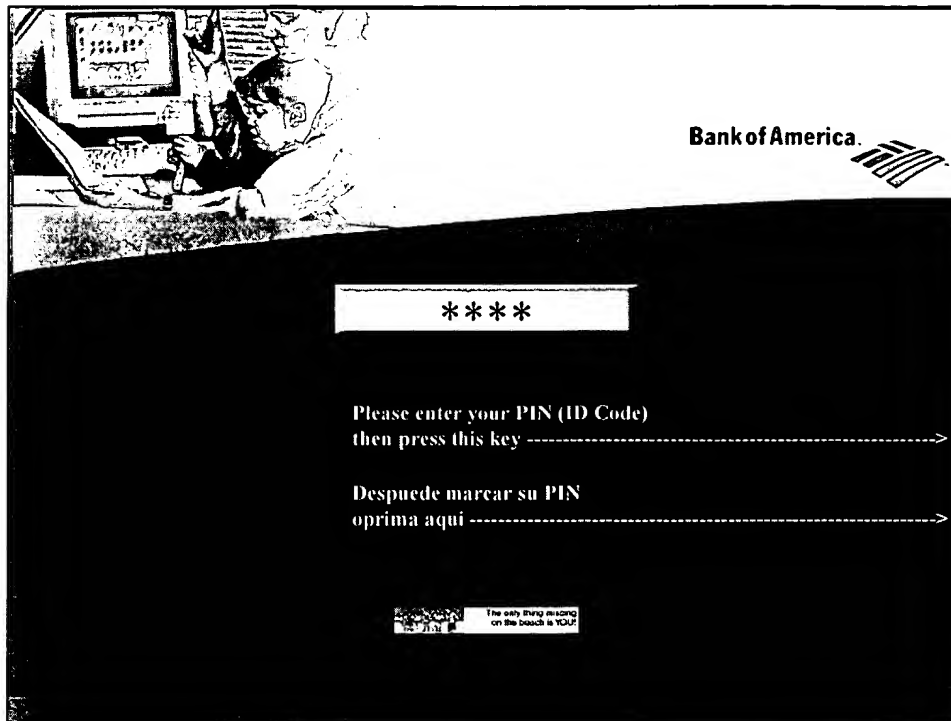 Bank of America.
****
Please enter your PIN (ID Code)
then press this key ---------------------------------------------------------->
Despuede marcar su PIN
oprima aqui ------------------------------------------------------------------>
The only thing missing
on the beach is YOU!